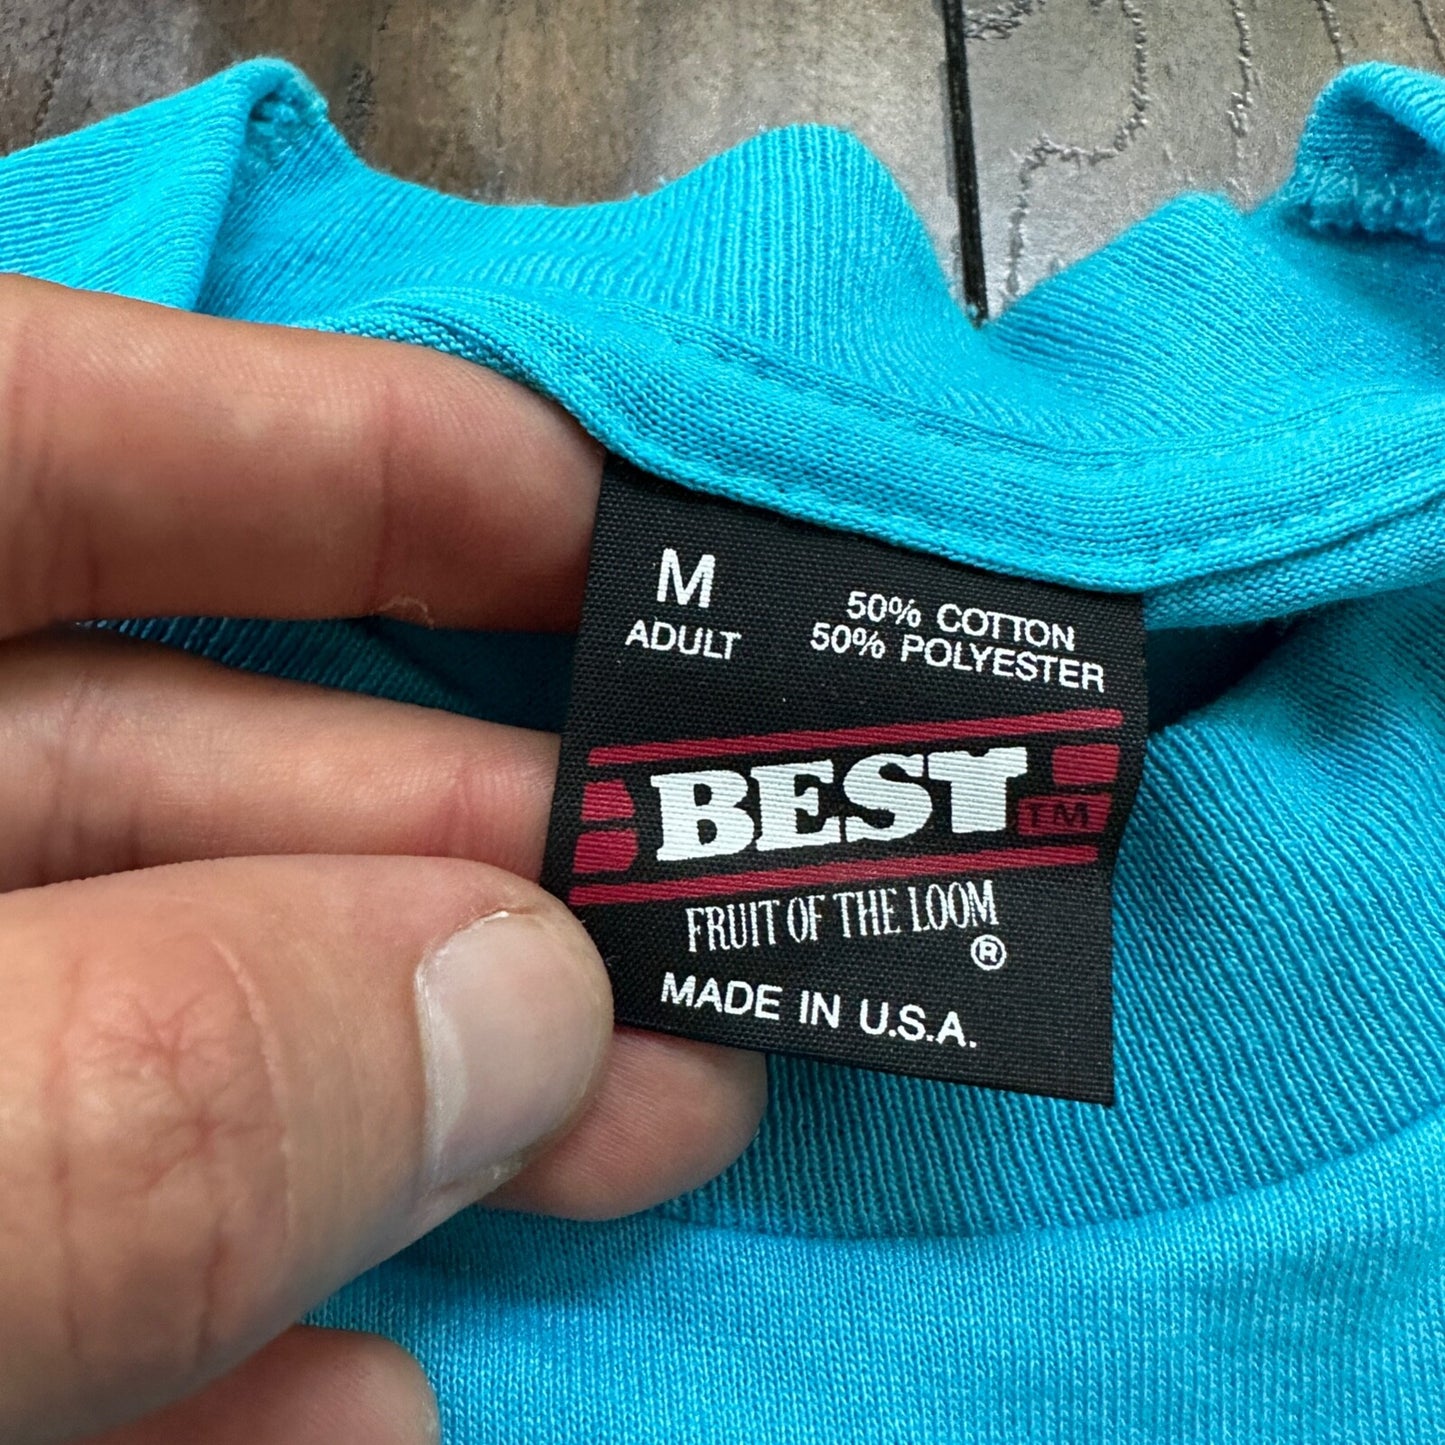 M
ADULT
50% COTTON
50% POLYESTER
BEST TM
FRUIT OF THE LOOM
®
MADE IN U.S.A.